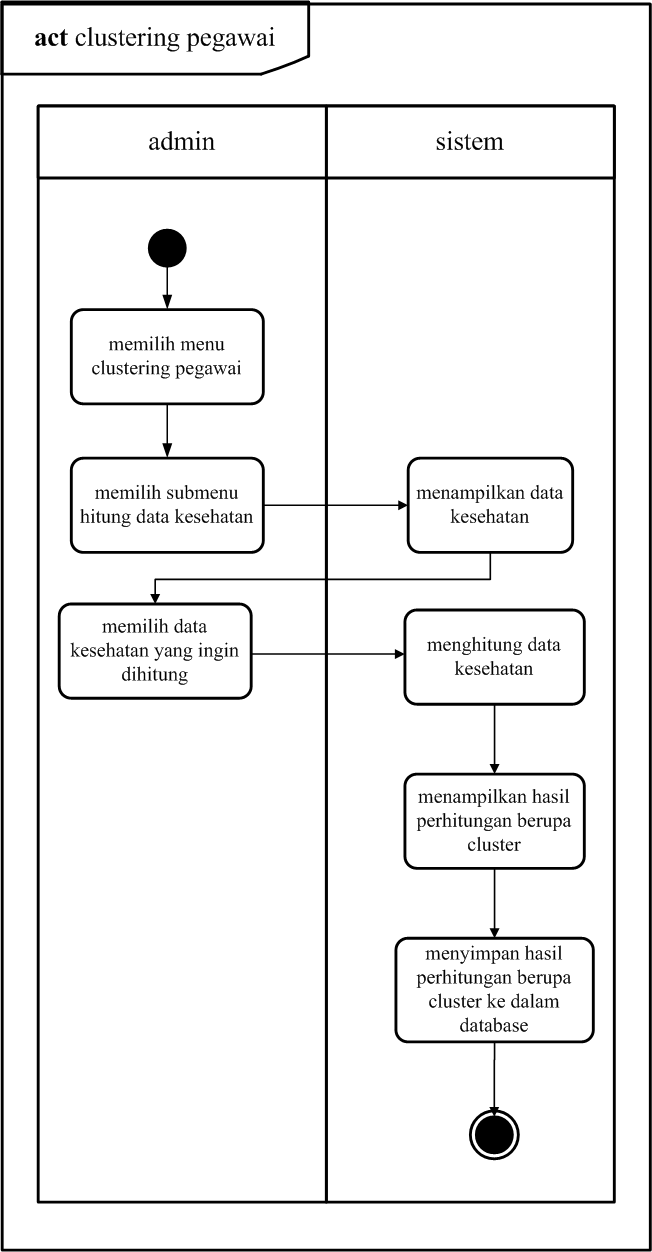 act clustering pegawai
admin
sistem
memilih menu
clustering pegawai
memilih submenu
hitung data kesehatan
menampilkan data
kesehatan
memilih data
kesehatan yang ingin
dihitung
menghitung data
kesehatan
menampilkan hasil
perhitungan berupa
cluster
menyimpan hasil
perhitungan berupa
cluster ke dalam
database